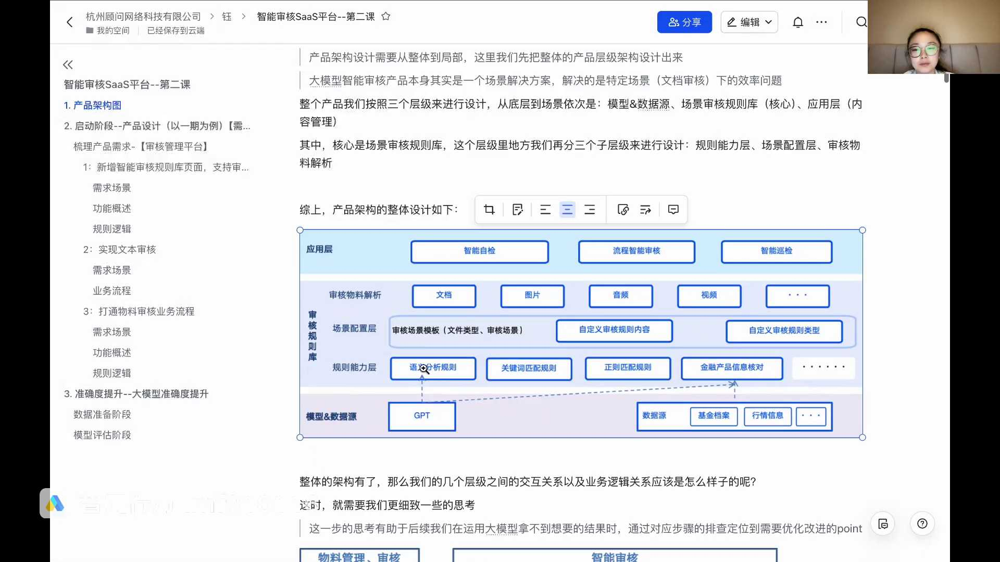 杭州顾问网络科技有限公司 > 钰 > 智能审核SaaS平台--第二课
我的空间 已经保存到云端
分享
编辑
智能审核SaaS平台--第二课
1. 产品架构图
2. 启动阶段--产品设计（以一期为例）【需...
梳理产品需求-【审核管理平台】
1：新增智能审核规则库页面，支持审...
需求场景
功能概述
规则逻辑
2：实现文本审核
需求场景
业务流程
3：打通物料审核业务流程
需求场景
功能概述
规则逻辑
3. 准确度提升--大模型准确度提升
数据准备阶段
模型评估阶段
产品架构设计需要从整体到局部，这里我们先把整体的产品层级架构设计出来
大模型智能审核产品本身其实是一个场景解决方案，解决的是特定场景（文档审核）下的效率问题
整个产品我们按照三个层级来进行设计，从底层到场景依次是：模型&数据源、场景审核规则库（核心）、应用层（内
容管理）
其中，核心是场景审核规则库，这个层级里地方我们再分三个子层级来进行设计：规则能力层、场景配置层、审核物
料解析
综上，产品架构的整体设计如下：
应用层 智能自检 流程智能审核 智能巡检
审核规则库
审核物料解析 文档 图片 音频 视频 ···
场景配置层 审核场景模板（文件类型、审核场景） 自定义审核规则内容 自定义审核规则类型
规则能力层 语义分析规则 关键词匹配规则 正则匹配规则 金融产品信息核对 ······
模型&数据源 GPT 数据源 基金档案 行情信息 ···
整体的架构有了，那么我们的几个层级之间的交互关系以及业务逻辑关系应该是怎么样子的呢？
这时，就需要我们更细致一些的思考
这一步的思考有助于后续我们在运用大模型拿不到想要的结果时，通过对应步骤的排查定位到需要优化改进的point
物料管理、审核 智能审核